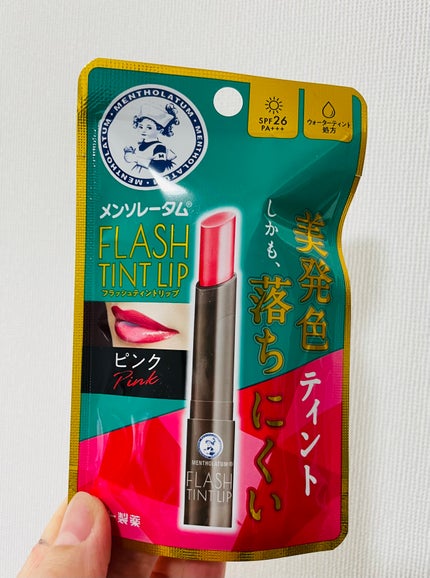 MENTHOLATUM・MENTHOLATUM・MENTHOLATUM
SPF26
PA+++
ウォーターティント
処方
メンソレータム®
FLASH
TINT LIP
フラッシュティントリップ
美発色ティント
しかも、
落ちにくい
ピンク
Pink
MENTHOLATUM®
FLASH
TINT LIP
製薬